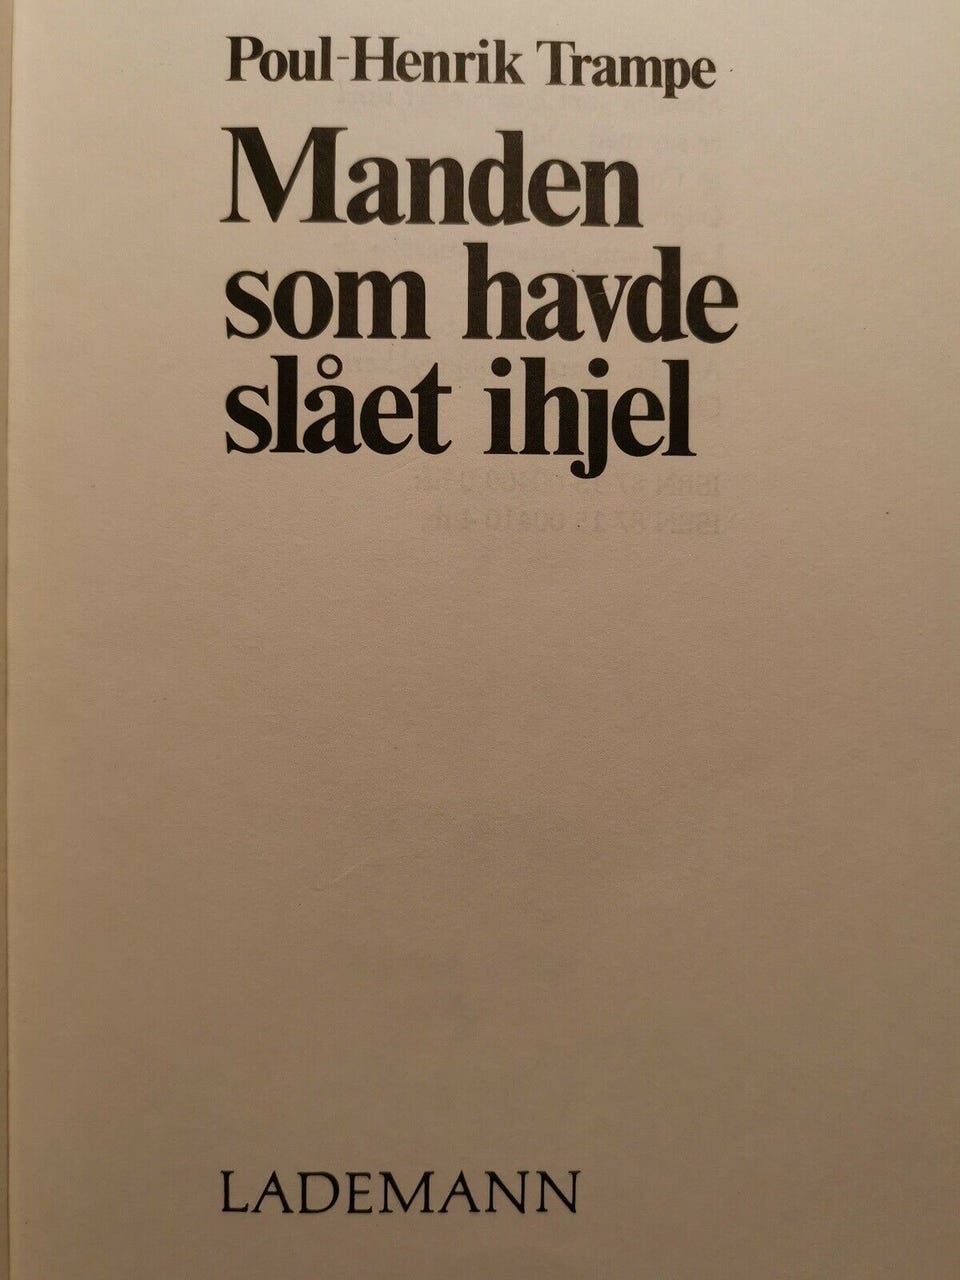 Poul-Henrik Trampe
Manden
som havde
slået ihjel
LADEMANN